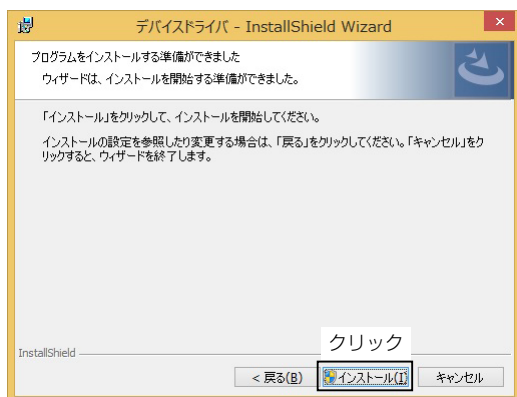 デバイスドライバ - InstallShield Wizard
プログラムをインストールする準備ができました
ウィザードは、インストールを開始する準備ができました。
「インストール」をクリックして、インストールを開始してください。
インストールの設定を参照したり変更する場合は、「戻る」をクリックしてください。「キャンセル」をク
リックすると、ウィザードを終了します。
クリック
InstallShield
< 戻る(B) インストール(I) キャンセル